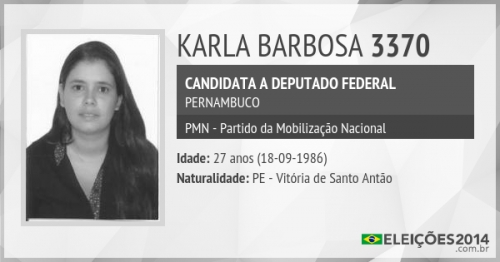 KARLA BARBOSA 3370
CANDIDATA A DEPUTADO FEDERAL
PERNAMBUCO
PMN - Partido da Mobilização Nacional
Idade: 27 anos (18-09-1986)
Naturalidade: PE - Vitória de Santo Antão
ELEIÇÕES2014
.com.br